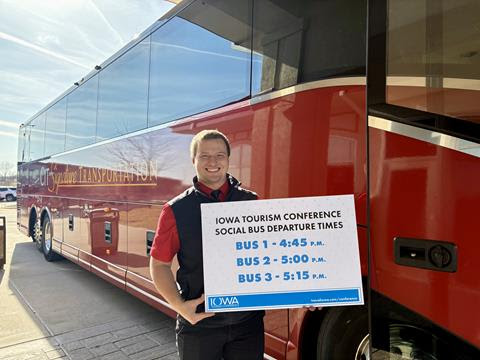 Signature TRANSPORTATION
IOWA TOURISM CONFERENCE
SOCIAL BUS DEPARTURE TIMES
BUS 1 - 4:45 P.M.
BUS 2 - 5:00 P.M.
BUS 3 - 5:15 P.M.
IOWA